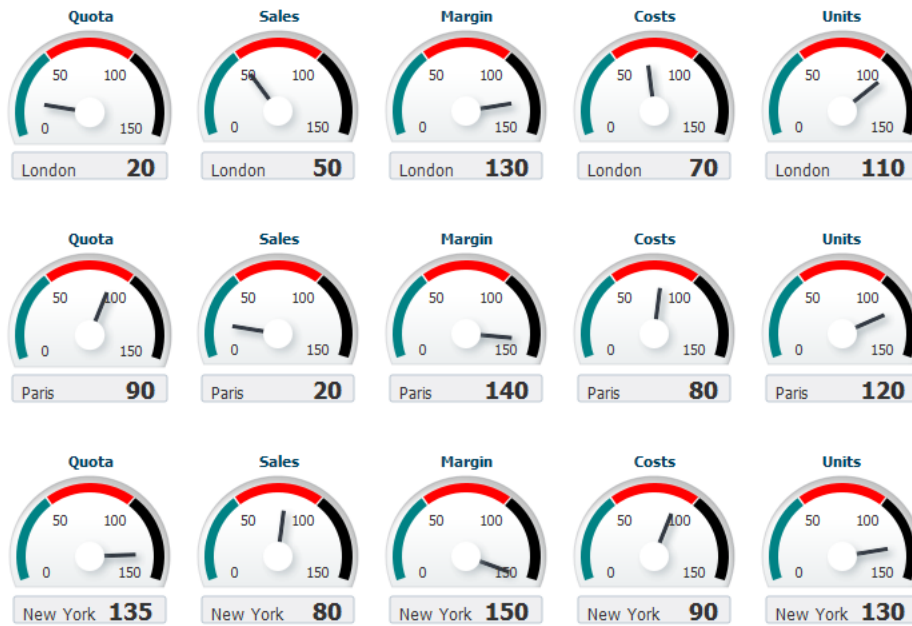 Quota Sales Margin Costs Units
50 100 50 100 50 100 50 100 50 100
0 150 0 150 0 150 0 150 0 150
London 20 London 50 London 130 London 70 London 110
Quota Sales Margin Costs Units
50 100 50 100 50 100 50 100 50 100
0 150 0 150 0 150 0 150 0 150
Paris 90 Paris 20 Paris 140 Paris 80 Paris 120
Quota Sales Margin Costs Units
50 100 50 100 50 100 50 100 50 100
0 150 0 150 0 150 0 150 0 150
New York 135 New York 80 New York 150 New York 90 New York 130